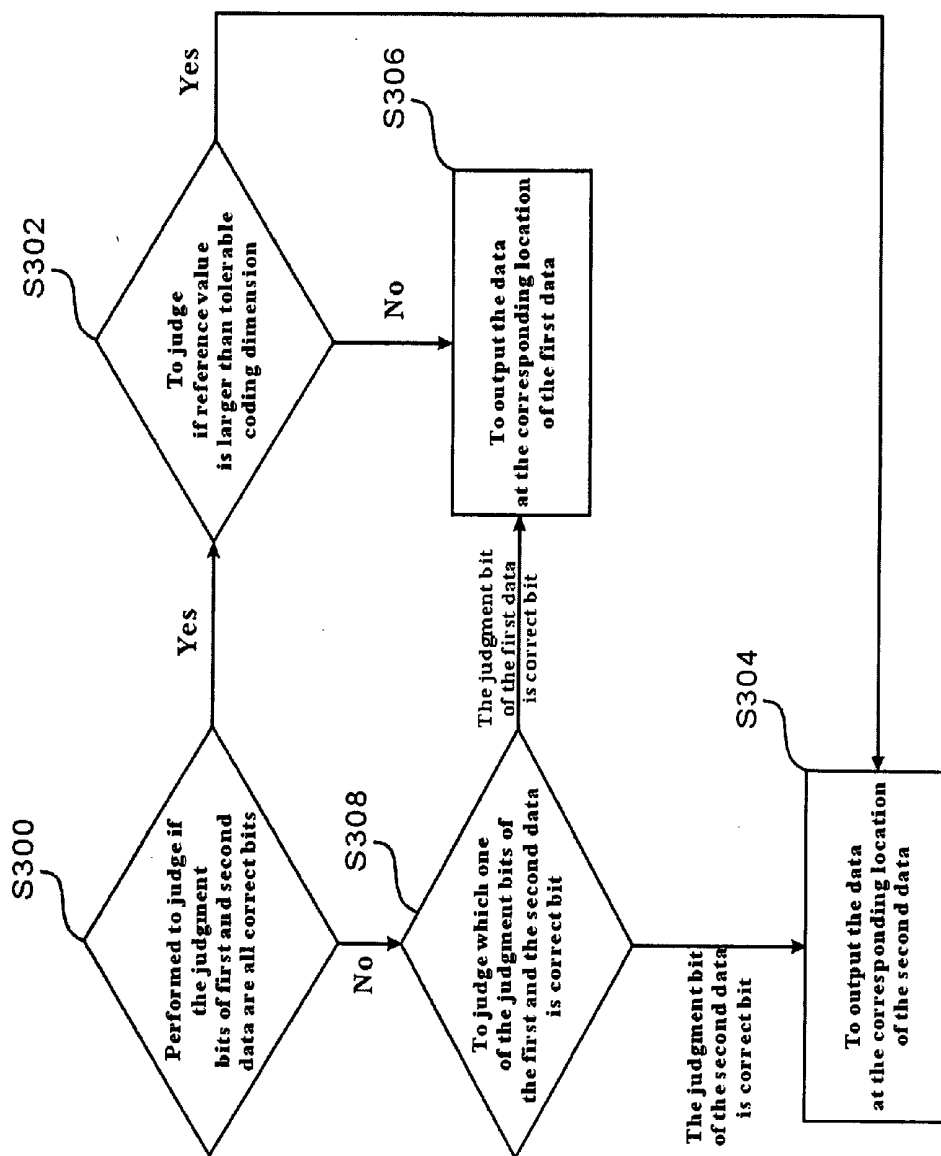 S300
Performed to judge if
the judgment
bits of first and second
data are all correct bits
Yes
No
S302
To judge
if reference value
is larger than tolerable
coding dimension
Yes
No
S308
To judge which one
of the judgment bits of
the first and the second data
is correct bit
The judgment bit
of the first data
is correct bit
The judgment bit
of the second data
is correct bit
S306
To output the data
at the corresponding location
of the first data
S304
To output the data
at the corresponding location
of the second data